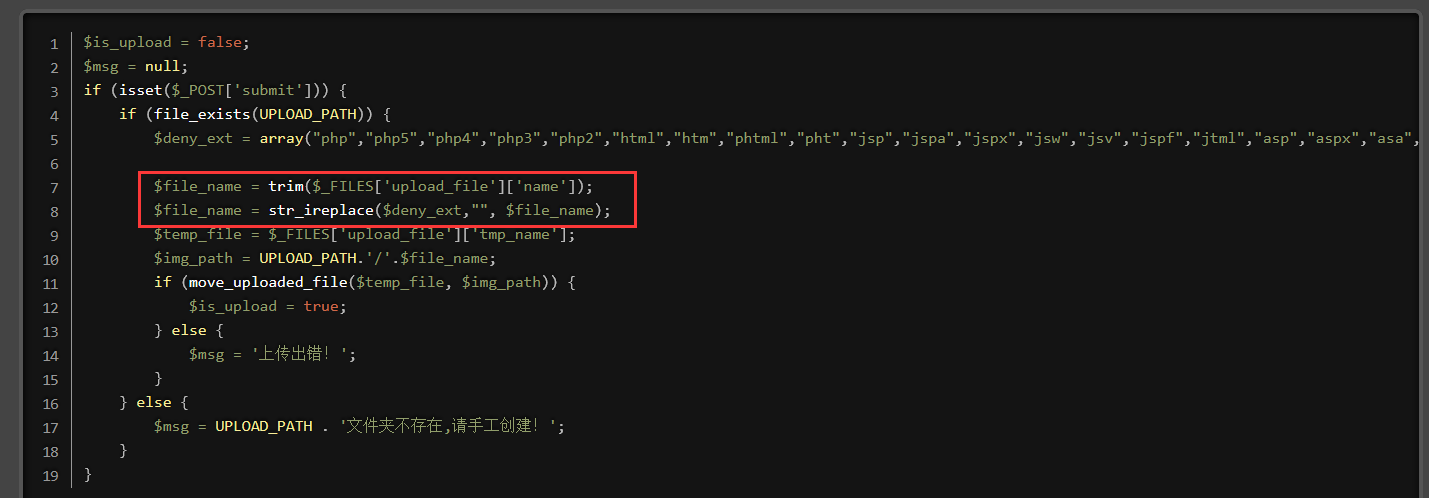 1 $is_upload = false;
2 $msg = null;
3 if (isset($_POST['submit'])) {
4 if (file_exists(UPLOAD_PATH)) {
5 $deny_ext = array("php","php5","php4","php3","php2","html","htm","phtml","pht","jsp","jspa","jspx","jsw","jsv","jspf","jtml","asp","aspx","asa",
6
7 $file_name = trim($_FILES['upload_file']['name']);
8 $file_name = str_ireplace($deny_ext,"", $file_name);
9 $temp_file = $_FILES['upload_file']['tmp_name'];
10 $img_path = UPLOAD_PATH.'/'.$file_name;
11 if (move_uploaded_file($temp_file, $img_path)) {
12 $is_upload = true;
13 } else {
14 $msg = '上传出错！';
15 }
16 } else {
17 $msg = UPLOAD_PATH . '文件夹不存在,请手工创建！';
18 }
19 }